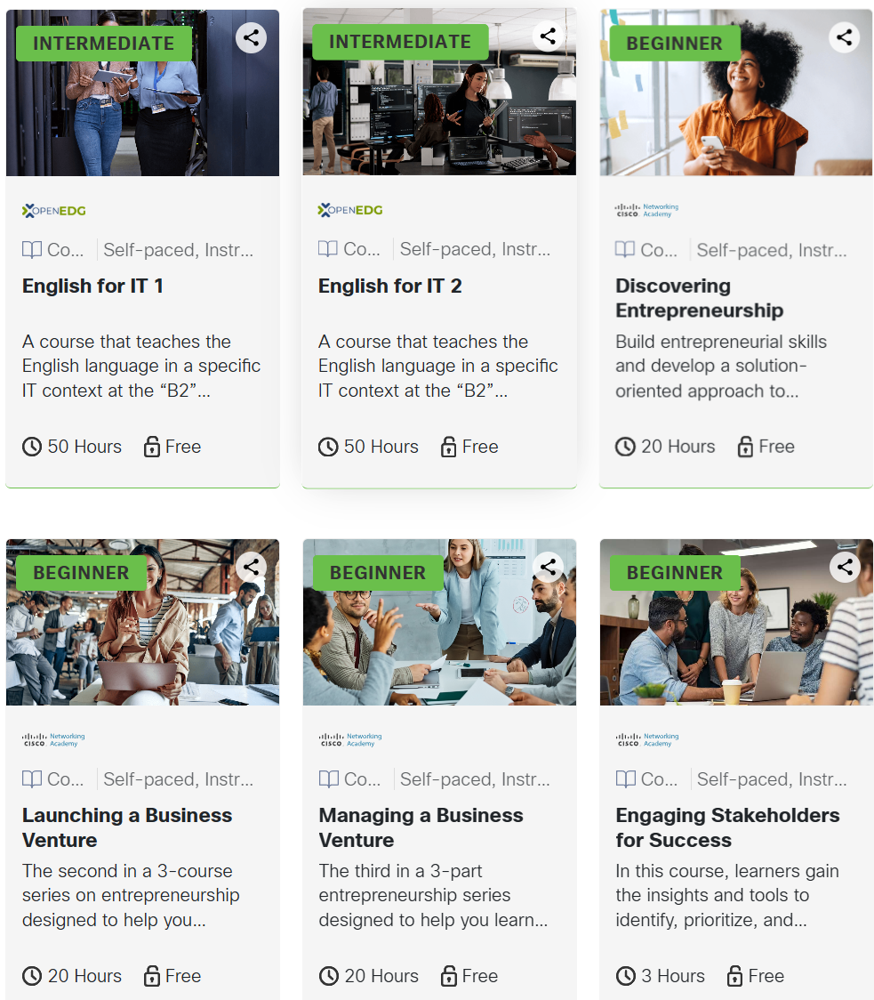 INTERMEDIATE
OPENEDG
Co... Self-paced, Instr...
English for IT 1
A course that teaches the
English language in a specific
IT context at the “B2”...
50 Hours Free
INTERMEDIATE
OPENEDG
Co... Self-paced, Instr...
English for IT 2
A course that teaches the
English language in a specific
IT context at the “B2”...
50 Hours Free
BEGINNER
CISCO Networking
Academy
Co... Self-paced, Instr...
Discovering
Entrepreneurship
Build entrepreneurial skills
and develop a solution-
oriented approach to...
20 Hours Free
BEGINNER
CISCO Networking
Academy
Co... Self-paced, Instr...
Launching a Business
Venture
The second in a 3-course
series on entrepreneurship
designed to help you...
20 Hours Free
BEGINNER
CISCO Networking
Academy
Co... Self-paced, Instr...
Managing a Business
Venture
The third in a 3-part
entrepreneurship series
designed to help you learn...
20 Hours Free
BEGINNER
CISCO Networking
Academy
Co... Self-paced, Instr...
Engaging Stakeholders
for Success
In this course, learners gain
the insights and tools to
identify, prioritize, and...
3 Hours Free